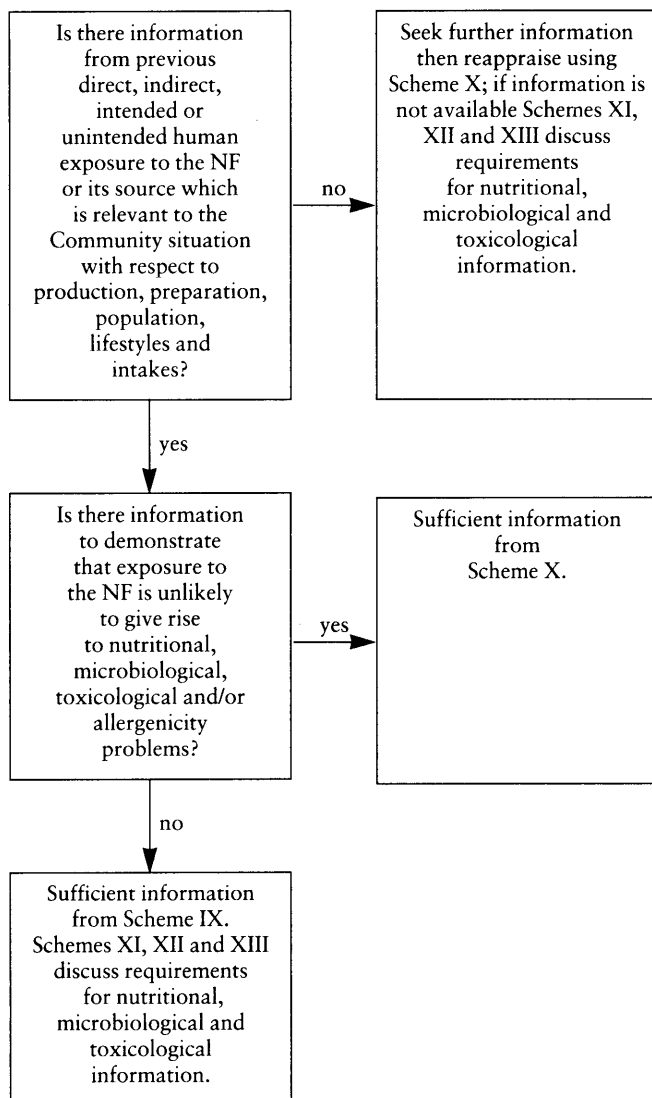 Is there information
from previous
direct, indirect,
intended or
unintended human
exposure to the NF
or its source which
is relevant to the
Community situation
with respect to
production, preparation,
population,
lifestyles and
intakes?
no
Seek further information
then reappraise using
Scheme X; if information is
not available Schemes XI,
XII and XIII discuss
requirements
for nutritional,
microbiological and
toxicological
information.
yes
Is there information
to demonstrate
that exposure to
the NF is unlikely
to give rise
to nutritional,
microbiological,
toxicological and/or
allergenicity
problems?
yes
Sufficient information
from
Scheme X.
no
Sufficient information
from Scheme IX.
Schemes XI, XII and XIII
discuss requirements
for nutritional,
microbiological and
toxicological
information.